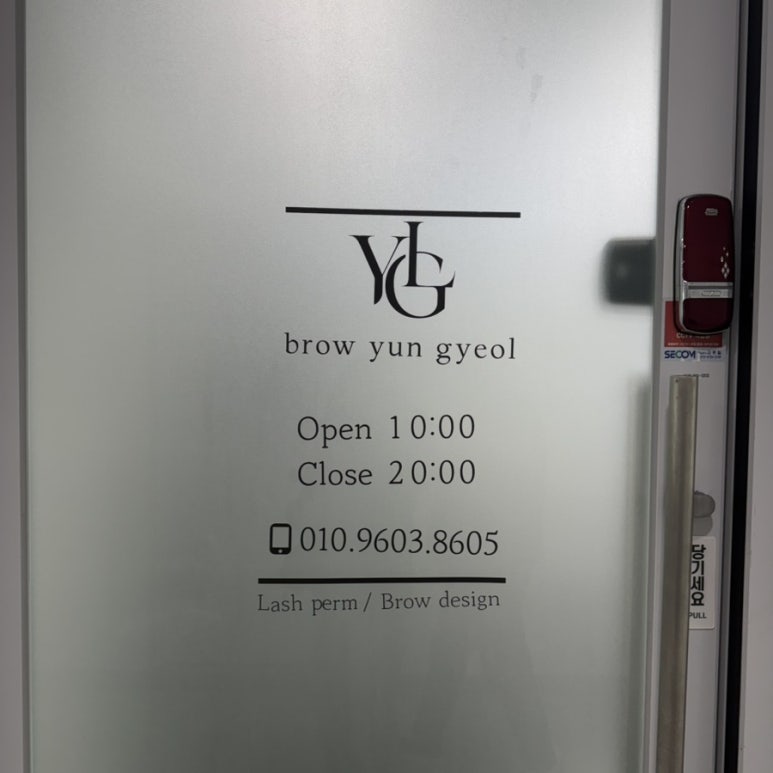 YGL
brow yun gyeol
Open 10:00
Close 20:00
010.9603.8605
Lash perm / Brow design
SECOM
당기세요
PULL